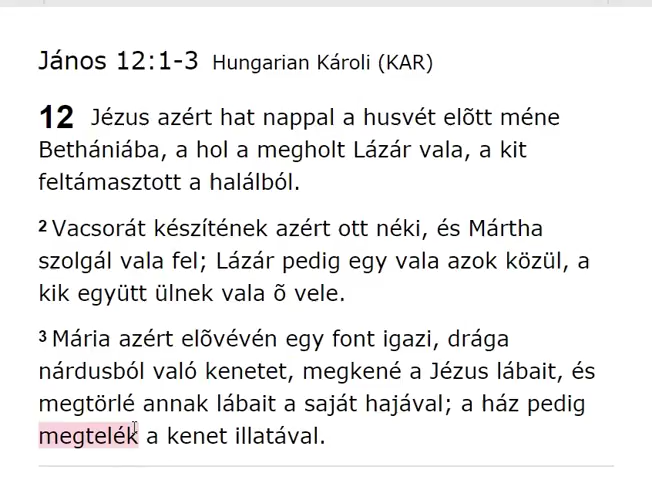 János 12:1-3 Hungarian Károli (KAR)
12 Jézus azért hat nappal a husvét elõtt méne
Bethániába, a hol a megholt Lázár vala, a kit
feltámasztott a halálból.
2 Vacsorát készítének azért ott néki, és Mártha
szolgál vala fel; Lázár pedig egy vala azok közül, a
kik együtt ülnek vala õ vele.
3 Mária azért elõvévén egy font igazi, drága
nárdusból való kenetet, megkené a Jézus lábait, és
megtörlé annak lábait a saját hajával; a ház pedig
megtelék a kenet illatával.